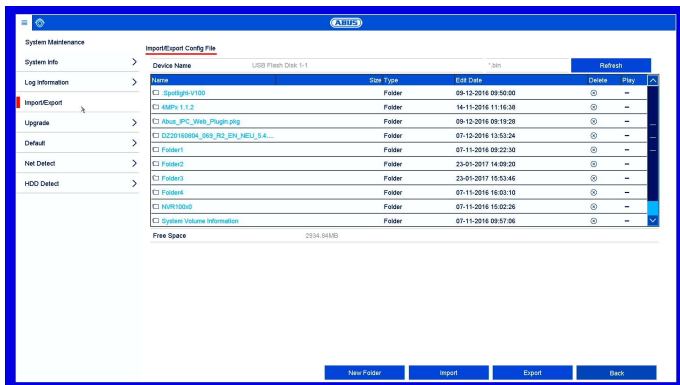 ABUS
System Maintenance
System Info
Log Information
Import/Export
Upgrade
Default
Net Detect
HDD Detect
Import/Export Config File
Device Name USB Flash Disk 1-1 *.bin Refresh
Name Size Type Edit Date Delete Play
.Spotlight-V100 Folder 09-12-2016 09:50:00
4MPx 1.1.2 Folder 14-11-2016 11:16:38
Abus_IPC_Web_Plugin.pkg Folder 09-12-2016 09:19:28
DZ20160804_069_R2_EN_NEU_5.4.... Folder 07-12-2016 13:53:24
Folder1 Folder 07-11-2016 09:22:30
Folder2 Folder 23-01-2017 14:09:20
Folder3 Folder 23-01-2017 15:53:46
Folder4 Folder 07-11-2016 16:03:10
NVR100x0 Folder 07-11-2016 15:02:26
System Volume Information Folder 07-11-2016 09:57:06
Free Space 2934.84MB
New Folder Import Export Back